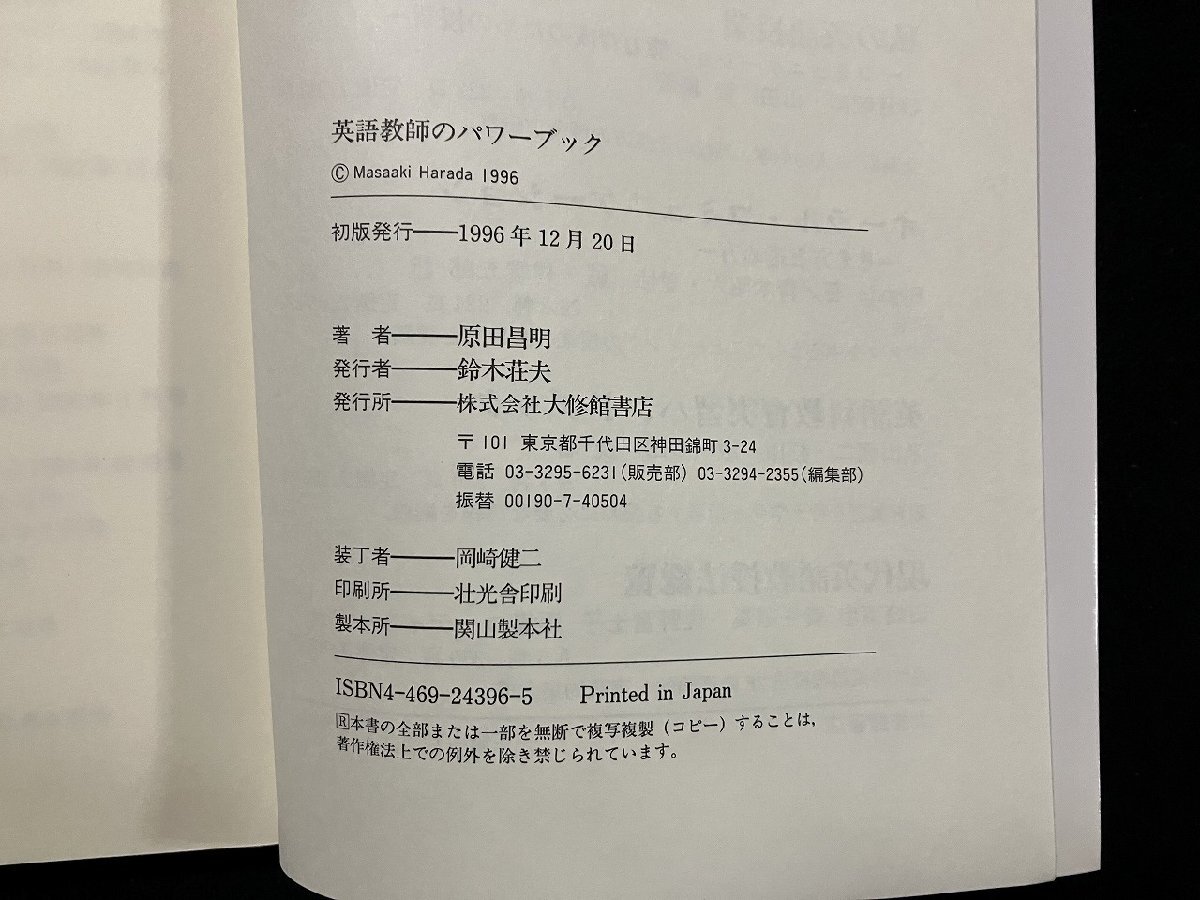 英語教師のパワーブック
©Masaaki Harada 1996
初版発行——1996年12月20日
著 者——原田昌明
発行者——鈴木荘夫
発行所——株式会社大修館書店
〒101 東京都千代田区神田錦町3-24
電話 03-3295-6231(販売部) 03-3294-2355(編集部)
振替 00190-7-40504
装丁者——岡崎健二
印刷所——壮光舎印刷
製本所——関山製本社
ISBN4-469-24396-5 Printed in Japan
Ⓡ本書の全部または一部を無断で複写複製(コピー)することは,
著作権法上での例外を除き禁じられています。